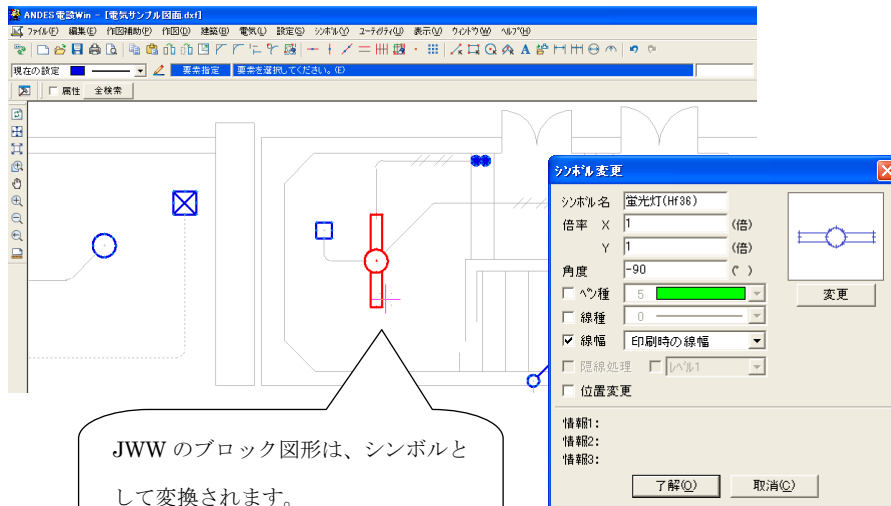 ANDES 電設Win - [電気サンプル図面.dxf]
ファイル(F) 編集(E) 作図補助(P) 作図(D) 建築(B) 電気(L) 設定(S) シンボル(Y) ユーティリティ(U) 表示(V) ウィンドウ(W) ヘルプ(H)
現在の設定 要素指定 要素を選択してください。(E)
属性 全検索
シンボル変更
シンボル名 蛍光灯(Hf36)
倍率 X 1 (倍)
Y 1 (倍)
角度 -90 (°)
ペン種 5
線種 0
線幅 印刷時の線幅
隠線処理 レベル1
位置変更
変更
情報1:
情報2:
情報3:
了解(O) 取消(C)
JWW のブロック図形は、シンボルと
して変換されます。